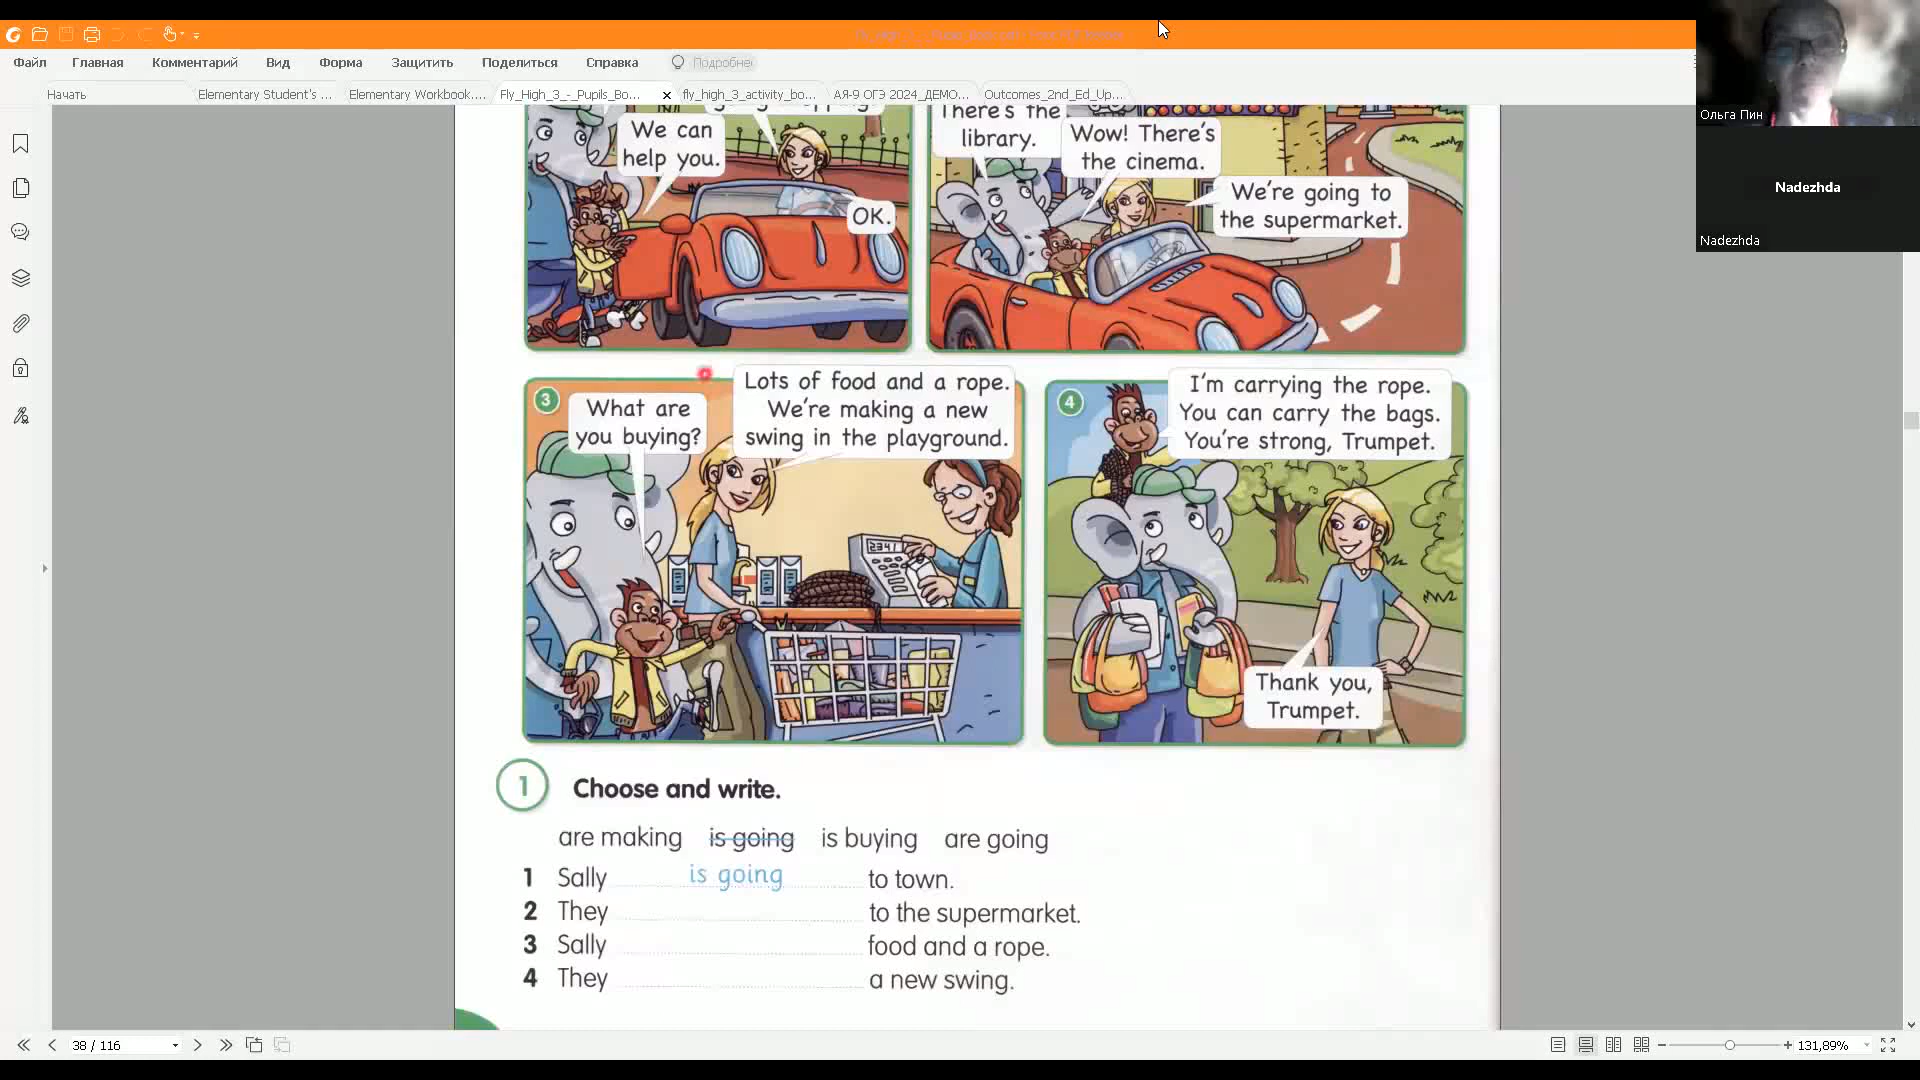 Файл Главная Комментарий Вид Форма Защитить Поделиться Справка
Начать Elementary Student's ... Elementary Workbook.... Fly_High_3_-_Pupils_Bo... fly_high_3_activity_bo... АЯ-9 ОГЭ 2024_ДЕМО... Outcomes_2nd_Ed_Up...
Ольга Пин
Nadezhda
Nadezhda
We can
help you.
OK.
There's the
library.
Wow! There's
the cinema.
We're going to
the supermarket.
3
What are
you buying?
Lots of food and a rope.
We're making a new
swing in the playground.
2341
4
I'm carrying the rope.
You can carry the bags.
You're strong, Trumpet.
Thank you,
Trumpet.
1 Choose and write.
are making is going is buying are going
1 Sally is going to town.
2 They to the supermarket.
3 Sally food and a rope.
4 They a new swing.
38 / 116
131,89%